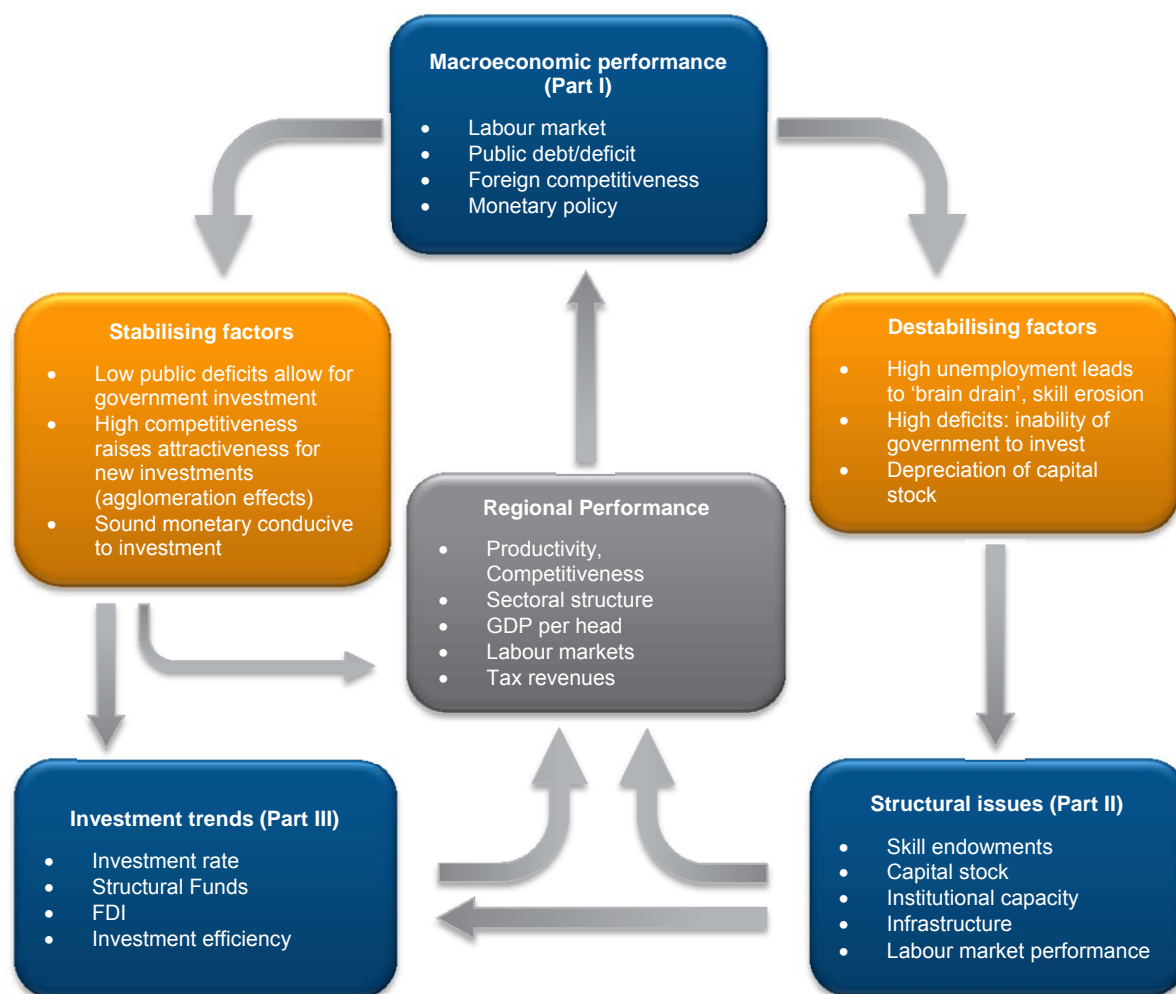 Macroeconomic performance
(Part I)
• Labour market
• Public debt/deficit
• Foreign competitiveness
• Monetary policy
Stabilising factors
• Low public deficits allow for
government investment
• High competitiveness
raises attractiveness for
new investments
(agglomeration effects)
• Sound monetary conducive
to investment
Destabilising factors
• High unemployment leads
to ‘brain drain’, skill erosion
• High deficits: inability of
government to invest
• Depreciation of capital
stock
Regional Performance
• Productivity,
Competitiveness
• Sectoral structure
• GDP per head
• Labour markets
• Tax revenues
Investment trends (Part III)
• Investment rate
• Structural Funds
• FDI
• Investment efficiency
Structural issues (Part II)
• Skill endowments
• Capital stock
• Institutional capacity
• Infrastructure
• Labour market performance